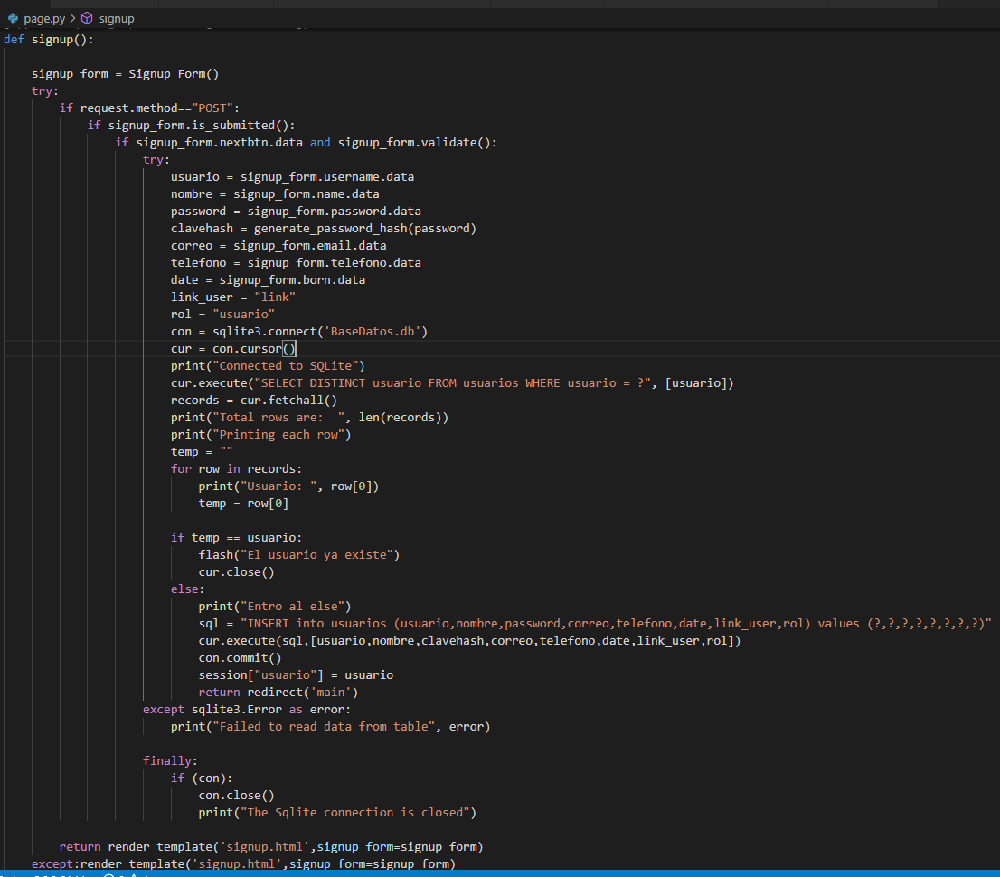 page.py > signup
def signup():
signup_form = Signup_Form()
try:
if request.method=="POST":
if signup_form.is_submitted():
if signup_form.nextbtn.data and signup_form.validate():
try:
usuario = signup_form.username.data
nombre = signup_form.name.data
password = signup_form.password.data
clavehash = generate_password_hash(password)
correo = signup_form.email.data
telefono = signup_form.telefono.data
date = signup_form.born.data
link_user = "link"
rol = "usuario"
con = sqlite3.connect('BaseDatos.db')
cur = con.cursor()
print("Connected to SQLite")
cur.execute("SELECT DISTINCT usuario FROM usuarios WHERE usuario = ?", [usuario])
records = cur.fetchall()
print("Total rows are:  ", len(records))
print("Printing each row")
temp = ""
for row in records:
print("Usuario: ", row[0])
temp = row[0]
if temp == usuario:
flash("El usuario ya existe")
cur.close()
else:
print("Entro al else")
sql = "INSERT into usuarios (usuario,nombre,password,correo,telefono,date,link_user,rol) values (?,?,?,?,?,?,?,?)"
cur.execute(sql,[usuario,nombre,clavehash,correo,telefono,date,link_user,rol])
con.commit()
session["usuario"] = usuario
return redirect('main')
except sqlite3.Error as error:
print("Failed to read data from table", error)
finally:
if (con):
con.close()
print("The Sqlite connection is closed")
return render_template('signup.html',signup_form=signup_form)
except:render_template('signup.html',signup_form=signup_form)